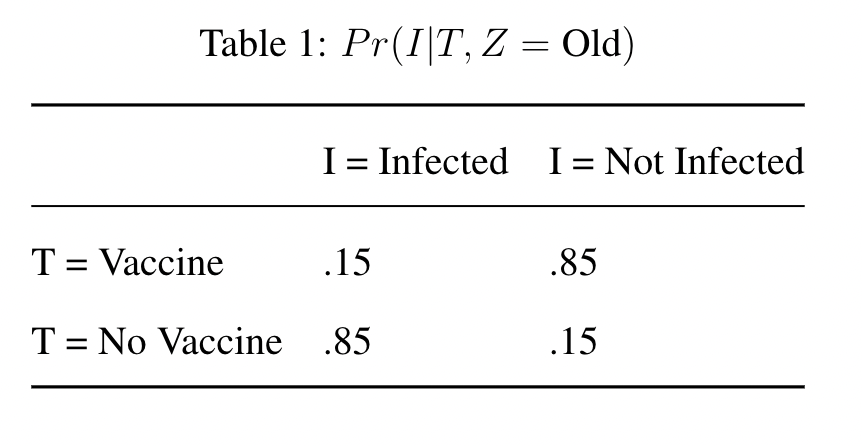 Table 1: Pr(I|T, Z = Old)
I = Infected I = Not Infected
T = Vaccine .15 .85
T = No Vaccine .85 .15